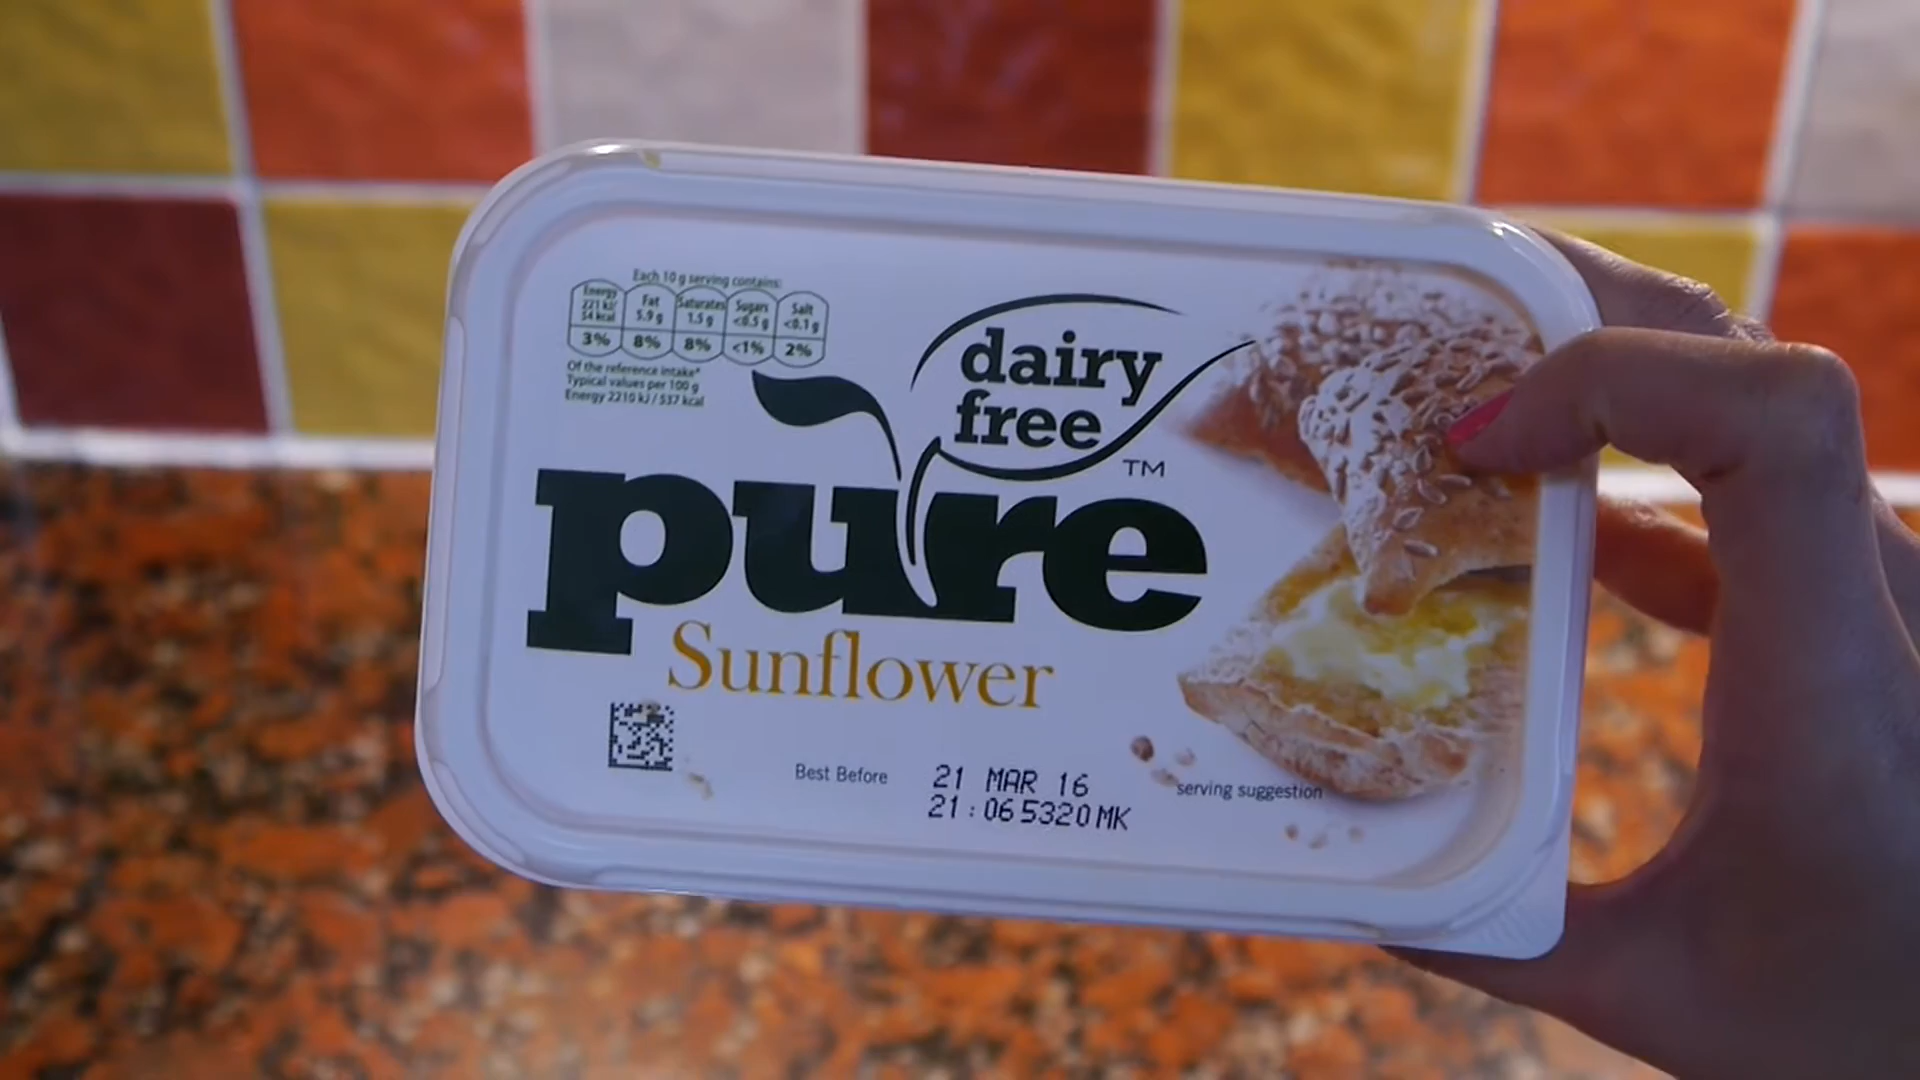 Each 10 g serving contains:
Energy Fat Saturates Sugars Salt
221 kJ 5.9 g 1.5 g <0.5 g <0.1 g
54 kcal
3% 8% 8% <1% 2%
Of the reference intake*
Typical values per 100 g
Energy 2210 kJ / 537 kcal
dairy
free
TM
pure
Sunflower
Best Before 21 MAR 16
21:06 5320 MK
serving suggestion